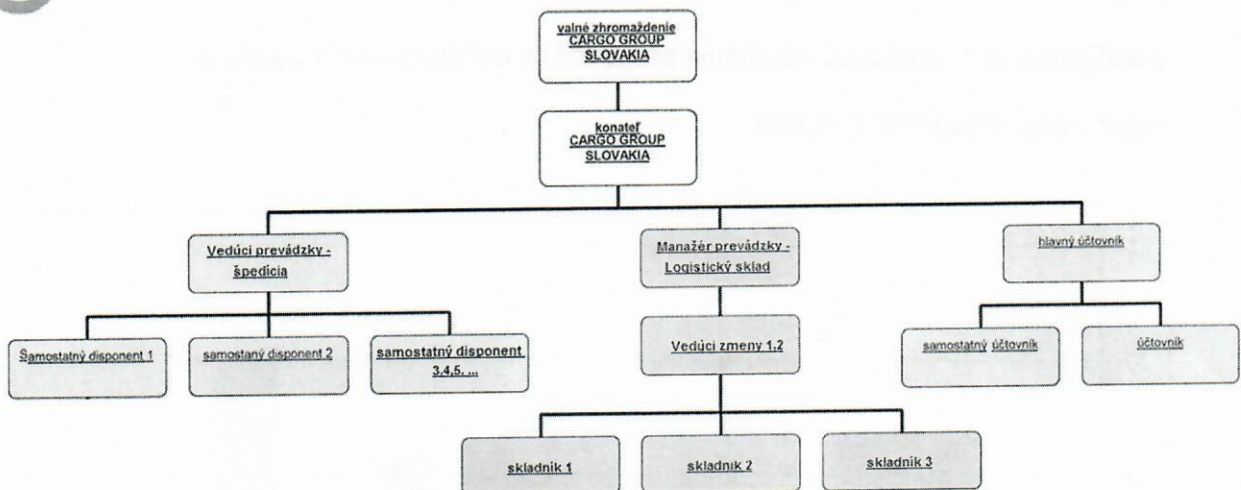 valné zhromaždenie
CARGO GROUP
SLOVAKIA
konateľ
CARGO GROUP
SLOVAKIA
Vedúci prevádzky -
špedícia
Manažér prevádzky -
Logistický sklad
hlavný účtovník
Samostatný disponent 1
samostaný disponent 2
samostatný disponent
3,4,5, ...
Vedúci zmeny 1,2
samostatný účtovník
účtovník
skladník 1
skladník 2
skladník 3